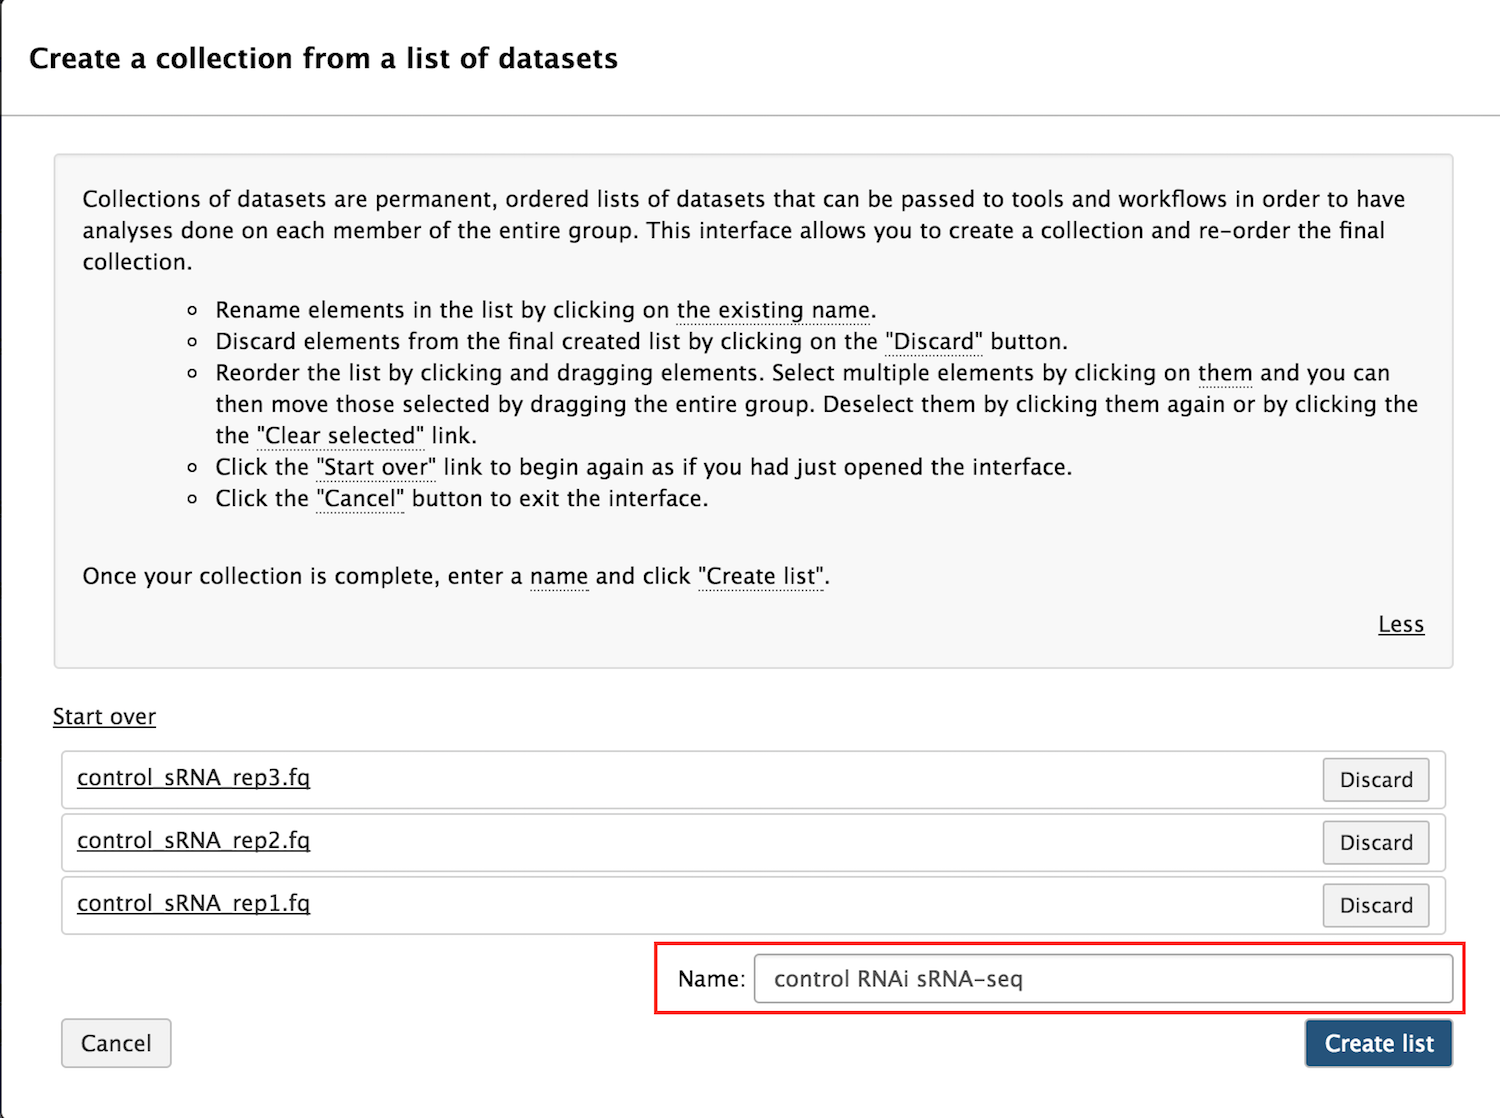 Create a collection from a list of datasets
Collections of datasets are permanent, ordered lists of datasets that can be passed to tools and workflows in order to have
analyses done on each member of the entire group. This interface allows you to create a collection and re-order the final
collection.
Rename elements in the list by clicking on the existing name.
Discard elements from the final created list by clicking on the "Discard" button.
Reorder the list by clicking and dragging elements. Select multiple elements by clicking on them and you can
then move those selected by dragging the entire group. Deselect them by clicking them again or by clicking the
the "Clear selected" link.
Click the "Start over" link to begin again as if you had just opened the interface.
Click the "Cancel" button to exit the interface.
Once your collection is complete, enter a name and click "Create list".
Less
Start over
control_sRNA_rep3.fq Discard
control_sRNA_rep2.fq Discard
control_sRNA_rep1.fq Discard
Name: control RNAi sRNA-seq
Cancel Create list